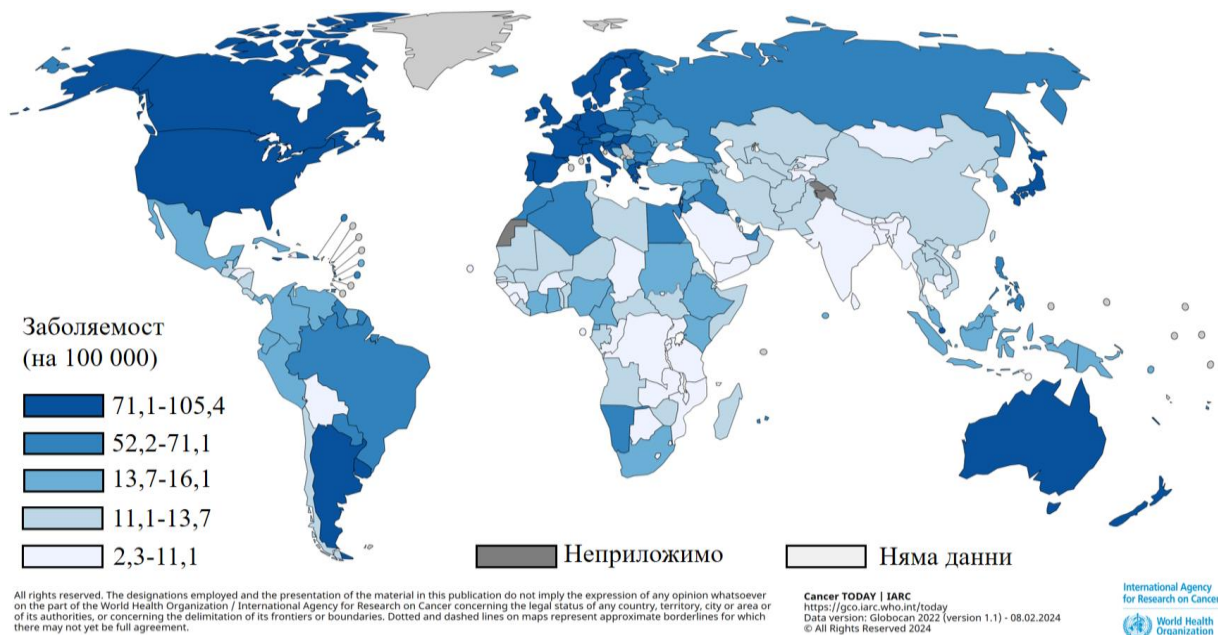 Заболяемост
(на 100 000)
71,1-105,4
52,2-71,1
13,7-16,1
11,1-13,7
2,3-11,1
Неприложимо
Няма данни
All rights reserved. The designations employed and the presentation of the material in this publication do not imply the expression of any opinion whatsoever
on the part of the World Health Organization / International Agency for Research on Cancer concerning the legal status of any country, territory, city or area or
of its authorities, or concerning the delimitation of its frontiers or boundaries. Dotted and dashed lines on maps represent approximate borderlines for which
there may not yet be full agreement.
Cancer TODAY | IARC
https://gco.iarc.who.int/today
Data version: Globocan 2022 (version 1.1) - 08.02.2024
© All Rights Reserved 2024
International Agency
for Research on Cancer
World Health
Organization